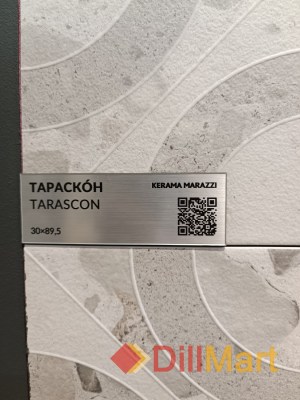 ТАРАСКÓН
KERAMA MARAZZI
TARASCON
30×89,5
DillMart